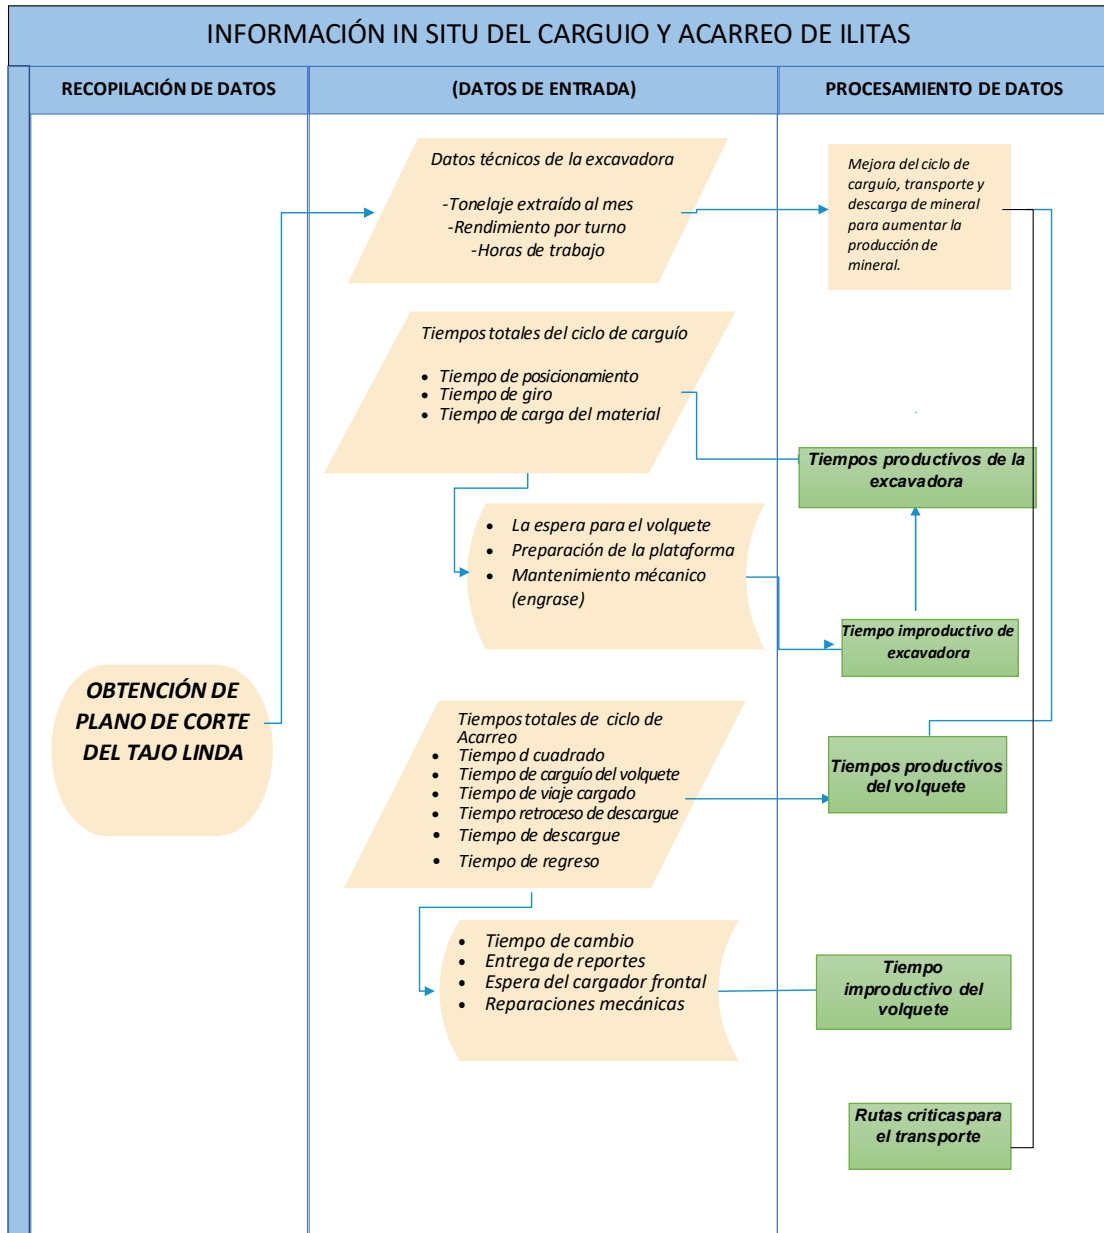 INFORMACIÓN IN SITU DEL CARGUIO Y ACARREO DE ILITAS
RECOPILACIÓN DE DATOS
(DATOS DE ENTRADA)
PROCESAMIENTO DE DATOS
OBTENCIÓN DE
PLANO DE CORTE
DEL TAJO LINDA
Datos técnicos de la excavadora
-Tonelaje extraído al mes
-Rendimiento por turno
-Horas de trabajo
Tiempos totales del ciclo de carguío
• Tiempo de posicionamiento
• Tiempo de giro
• Tiempo de carga del material
• La espera para el volquete
• Preparación de la plataforma
• Mantenimiento mécanico
(engrase)
Tiempos totales de ciclo de
Acarreo
• Tiempo d cuadrado
• Tiempo de carguío del volquete
• Tiempo de viaje cargado
• Tiempo retroceso de descargue
• Tiempo de descargue
• Tiempo de regreso
• Tiempo de cambio
• Entrega de reportes
• Espera del cargador frontal
• Reparaciones mecánicas
Mejora del ciclo de
carguío, transporte y
descarga de mineral
para aumentar la
producción de
mineral.
Tiempos productivos de la
excavadora
Tiempo improductivo de
excavadora
Tiempos productivos
del volquete
Tiempo
improductivo del
volquete
Rutas criticas para
el transporte